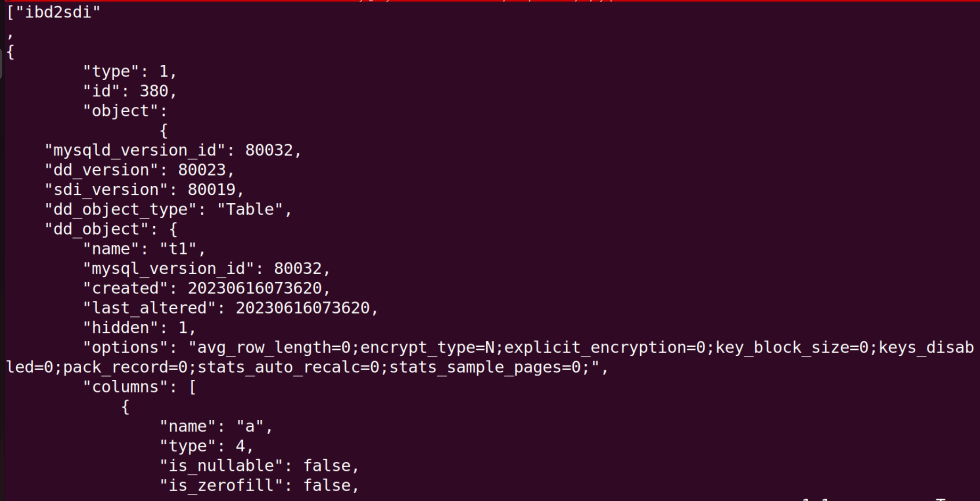 ["ibd2sdi"
,
{
        "type": 1,
        "id": 380,
        "object":
                {
    "mysqld_version_id": 80032,
    "dd_version": 80023,
    "sdi_version": 80019,
    "dd_object_type": "Table",
    "dd_object": {
        "name": "t1",
        "mysql_version_id": 80032,
        "created": 20230616073620,
        "last_altered": 20230616073620,
        "hidden": 1,
        "options": "avg_row_length=0;encrypt_type=N;explicit_encryption=0;key_block_size=0;keys_disab
led=0;pack_record=0;stats_auto_recalc=0;stats_sample_pages=0;",
        "columns": [
            {
                "name": "a",
                "type": 4,
                "is_nullable": false,
                "is_zerofill": false,